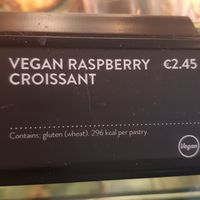 VEGAN RASPBERRY €2.45
CROISSANT
Contains: gluten (wheat). 296 kcal per pastry.
Vegan